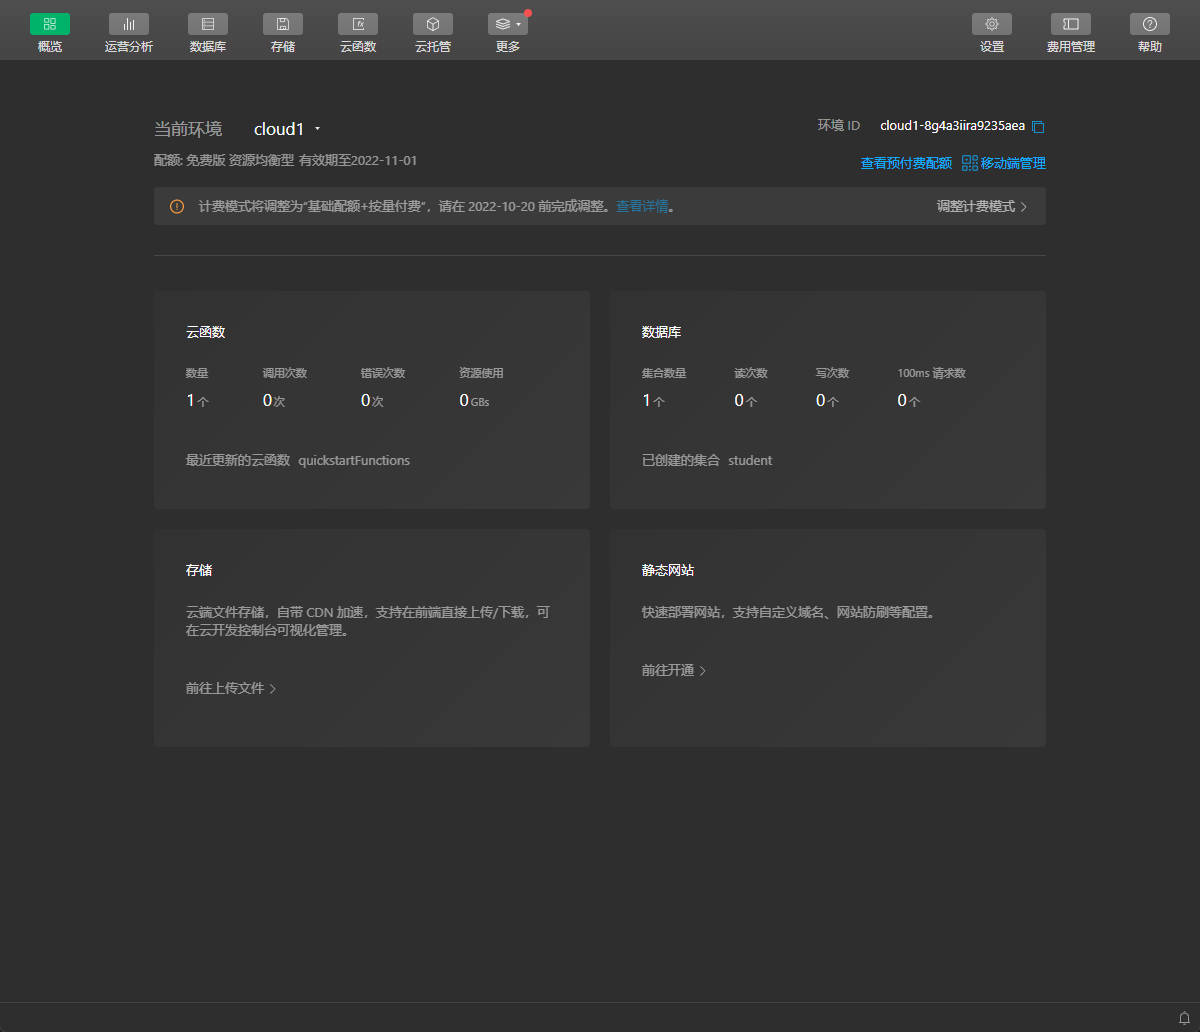 概览 运营分析 数据库 存储 云函数 云托管 更多 设置 费用管理 帮助
当前环境 cloud1 环境 ID cloud1-8g4a3iira9235aea
配额: 免费版 资源均衡型 有效期至2022-11-01 查看预付费配额 移动端管理
计费模式将调整为“基础配额+按量付费”，请在 2022-10-20 前完成调整。查看详情。 调整计费模式
云函数
数量 调用次数 错误次数 资源使用
1个 0次 0次 0GBs
最近更新的云函数 quickstartFunctions
数据库
集合数量 读次数 写次数 100ms 请求数
1个 0个 0个 0个
已创建的集合 student
存储
云端文件存储，自带 CDN 加速，支持在前端直接上传/下载，可
在云开发控制台可视化管理。
前往上传文件
静态网站
快速部署网站，支持自定义域名、网站防刷等配置。
前往开通